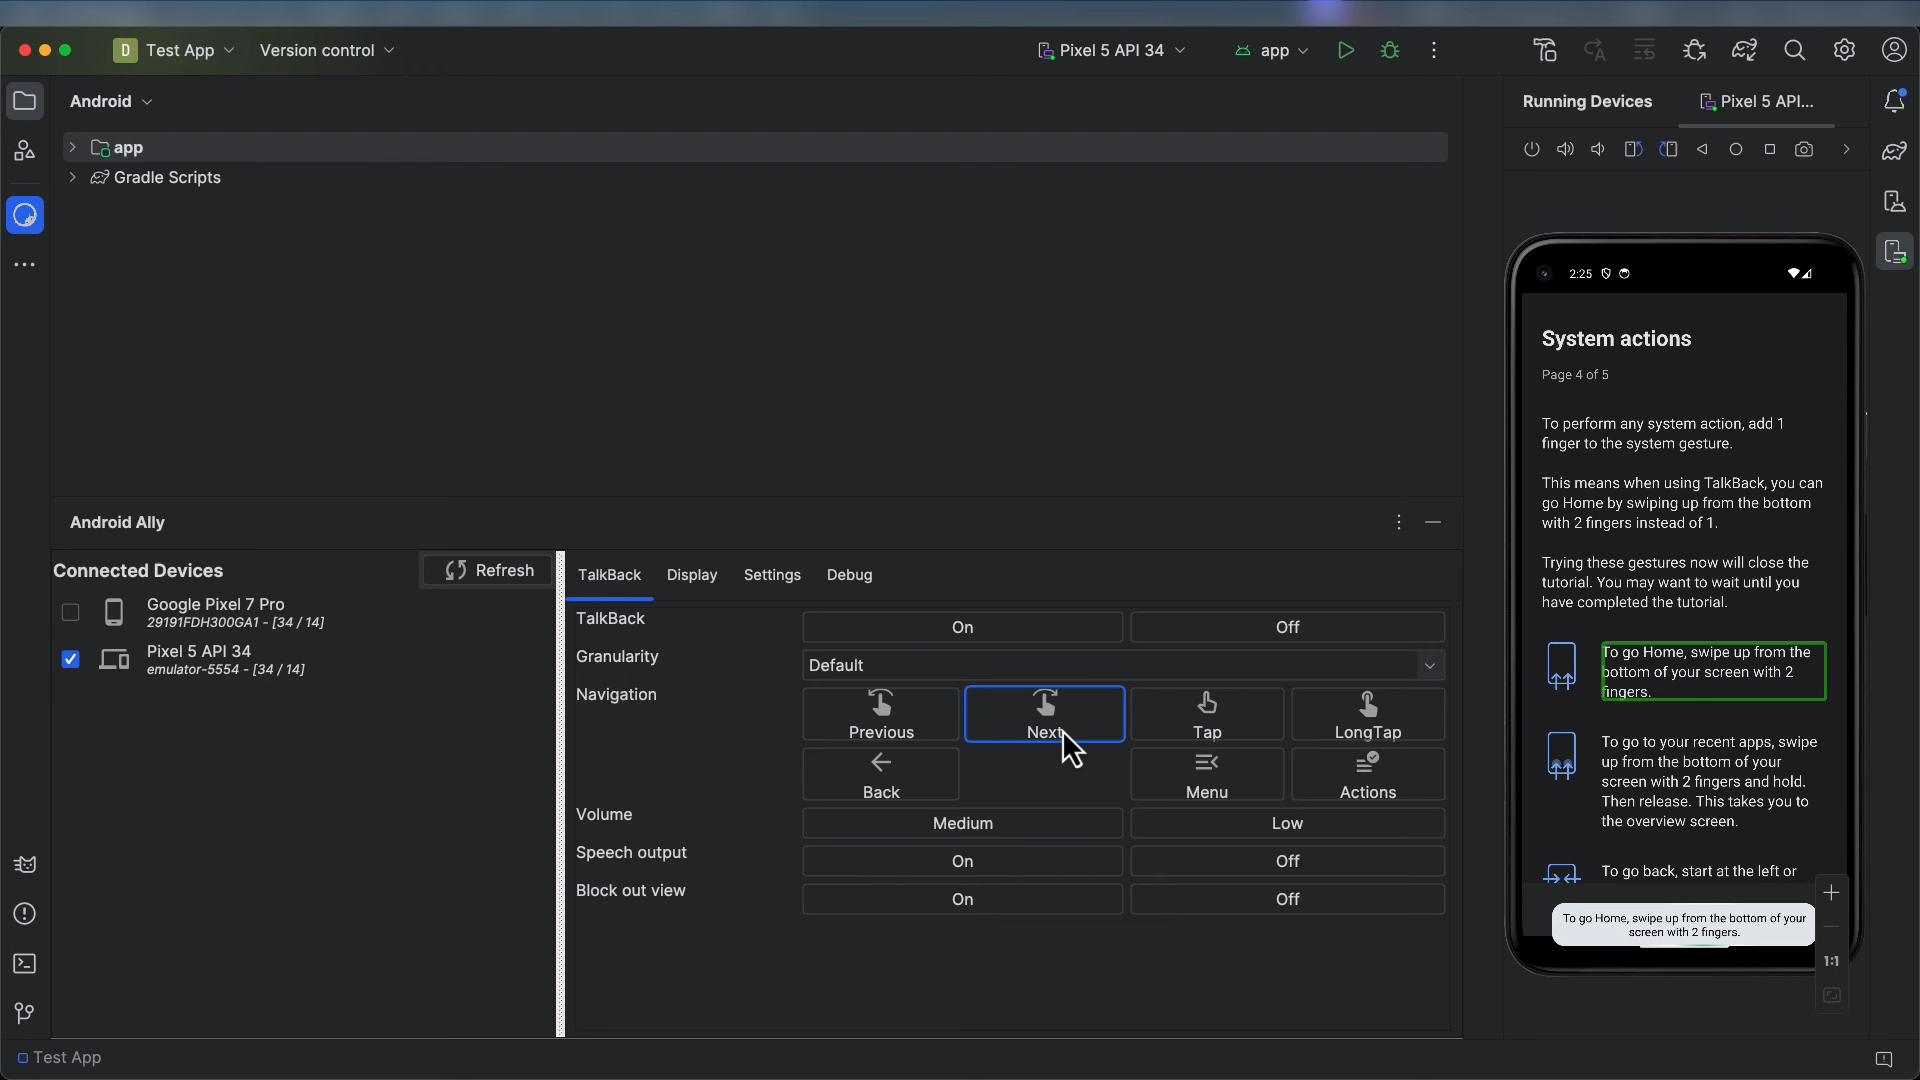 D Test App
Version control
Pixel 5 API 34
app
Android
app
Gradle Scripts
Android Ally
Connected Devices
Refresh
Google Pixel 7 Pro
29191FDH300GA1 - [34 / 14]
Pixel 5 API 34
emulator-5554 - [34 / 14]
TalkBack
Display
Settings
Debug
TalkBack
On
Off
Granularity
Default
Navigation
Previous
Next
Tap
LongTap
Back
Menu
Actions
Volume
Medium
Low
Speech output
On
Off
Block out view
On
Off
Running Devices
Pixel 5 API...
2:25
System actions
Page 4 of 5
To perform any system action, add 1
finger to the system gesture.
This means when using TalkBack, you can
go Home by swiping up from the bottom
with 2 fingers instead of 1.
Trying these gestures now will close the
tutorial. You may want to wait until you
have completed the tutorial.
To go Home, swipe up from the
bottom of your screen with 2
fingers.
To go to your recent apps, swipe
up from the bottom of your
screen with 2 fingers and hold.
Then release. This takes you to
the overview screen.
To go back, start at the left or
To go Home, swipe up from the bottom of your
screen with 2 fingers.
1:1
Test App